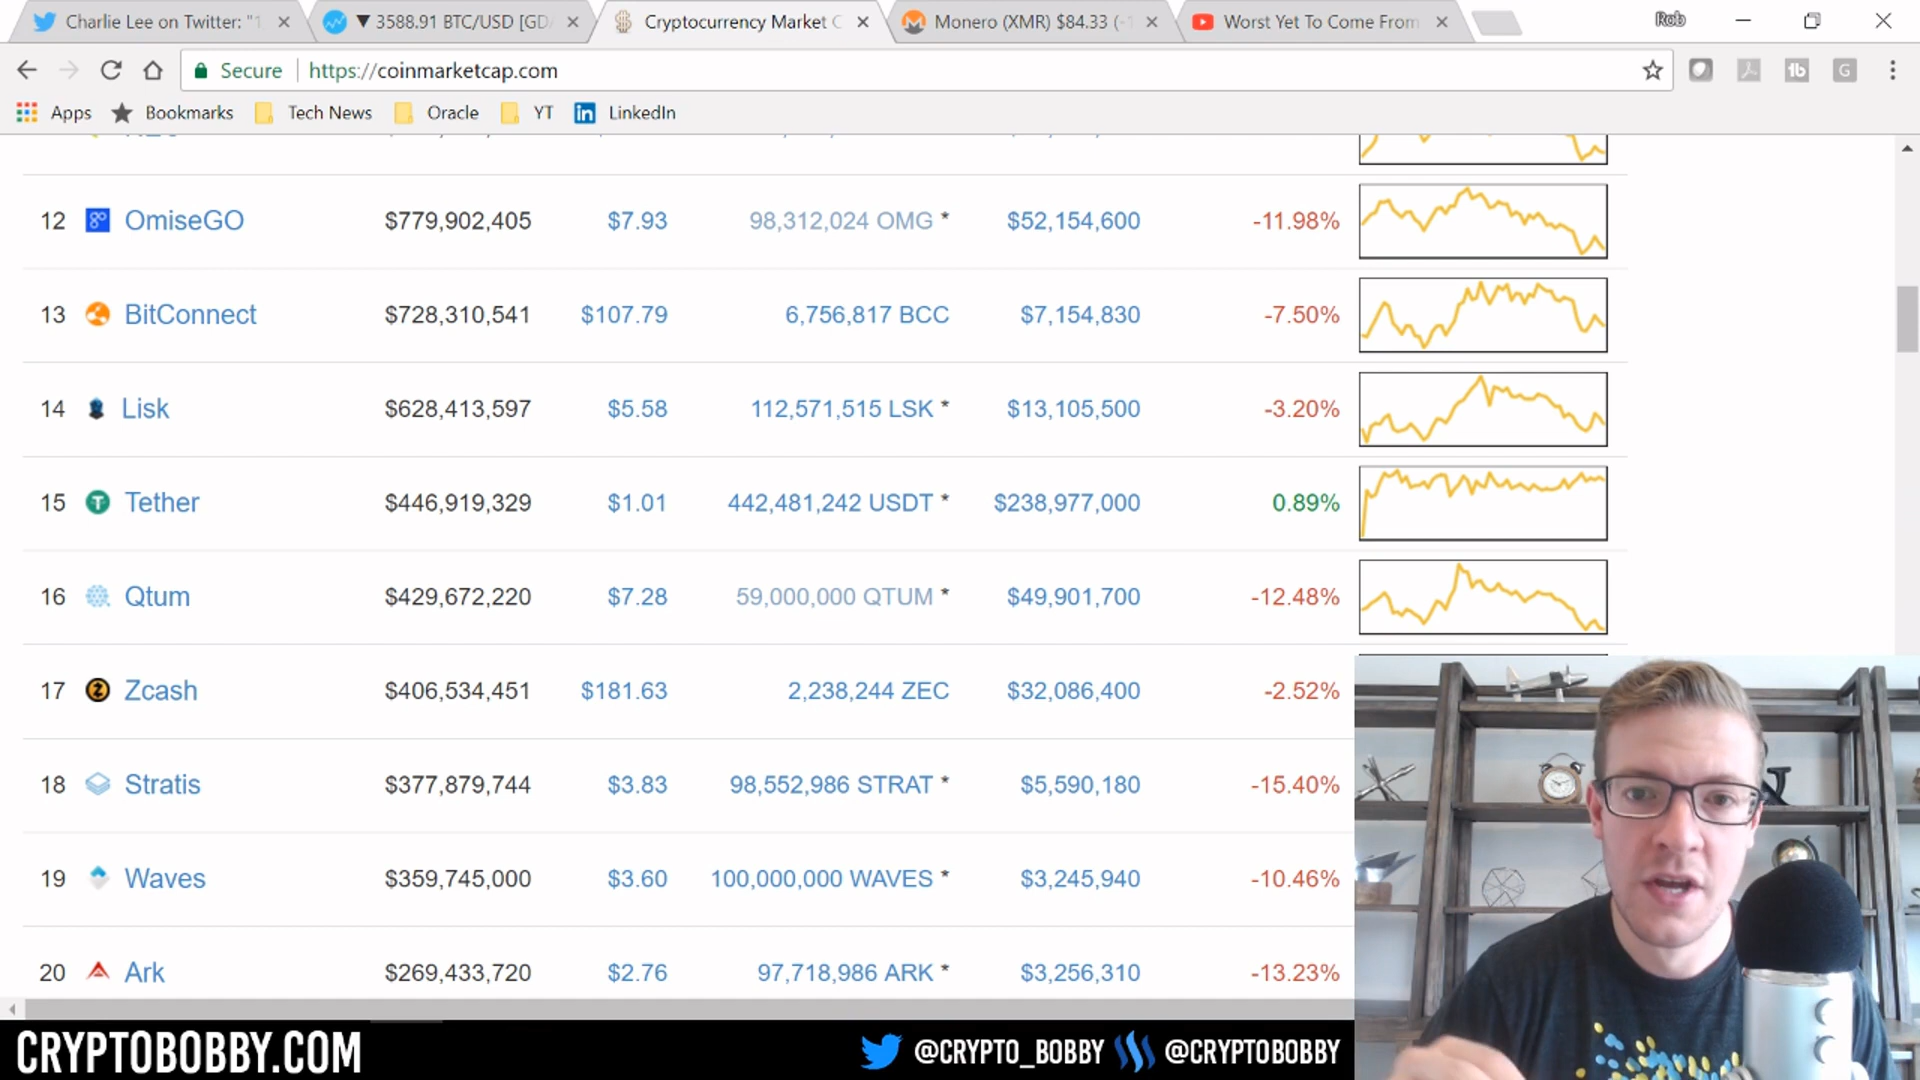 Charlie Lee on Twitter: "1
▼ 3588.91 BTC/USD [GD
Cryptocurrency Market C
Monero (XMR) $84.33 (-1
Worst Yet To Come From
Rob
Secure https://coinmarketcap.com
Apps Bookmarks Tech News Oracle YT LinkedIn
12 OmiseGO $779,902,405 $7.93 98,312,024 OMG * $52,154,600 -11.98%
13 BitConnect $728,310,541 $107.79 6,756,817 BCC $7,154,830 -7.50%
14 Lisk $628,413,597 $5.58 112,571,515 LSK * $13,105,500 -3.20%
15 Tether $446,919,329 $1.01 442,481,242 USDT * $238,977,000 0.89%
16 Qtum $429,672,220 $7.28 59,000,000 QTUM * $49,901,700 -12.48%
17 Zcash $406,534,451 $181.63 2,238,244 ZEC $32,086,400 -2.52%
18 Stratis $377,879,744 $3.83 98,552,986 STRAT * $5,590,180 -15.40%
19 Waves $359,745,000 $3.60 100,000,000 WAVES * $3,245,940 -10.46%
20 Ark $269,433,720 $2.76 97,718,986 ARK * $3,256,310 -13.23%
CRYPTOBOBBY.COM @CRYPTO_BOBBY @CRYPTOBOBBY